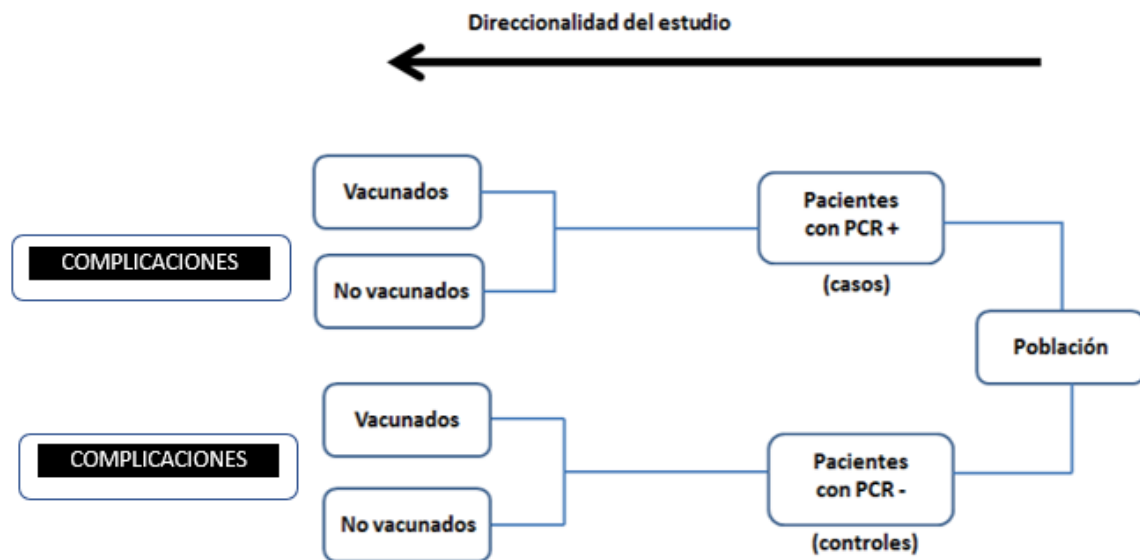 Direccionalidad del estudio
Vacunados
Pacientes
con PCR +
COMPLICACIONES
No vacunados
(casos)
Población
Vacunados
COMPLICACIONES
Pacientes
con PCR -
No vacunados
(controles)